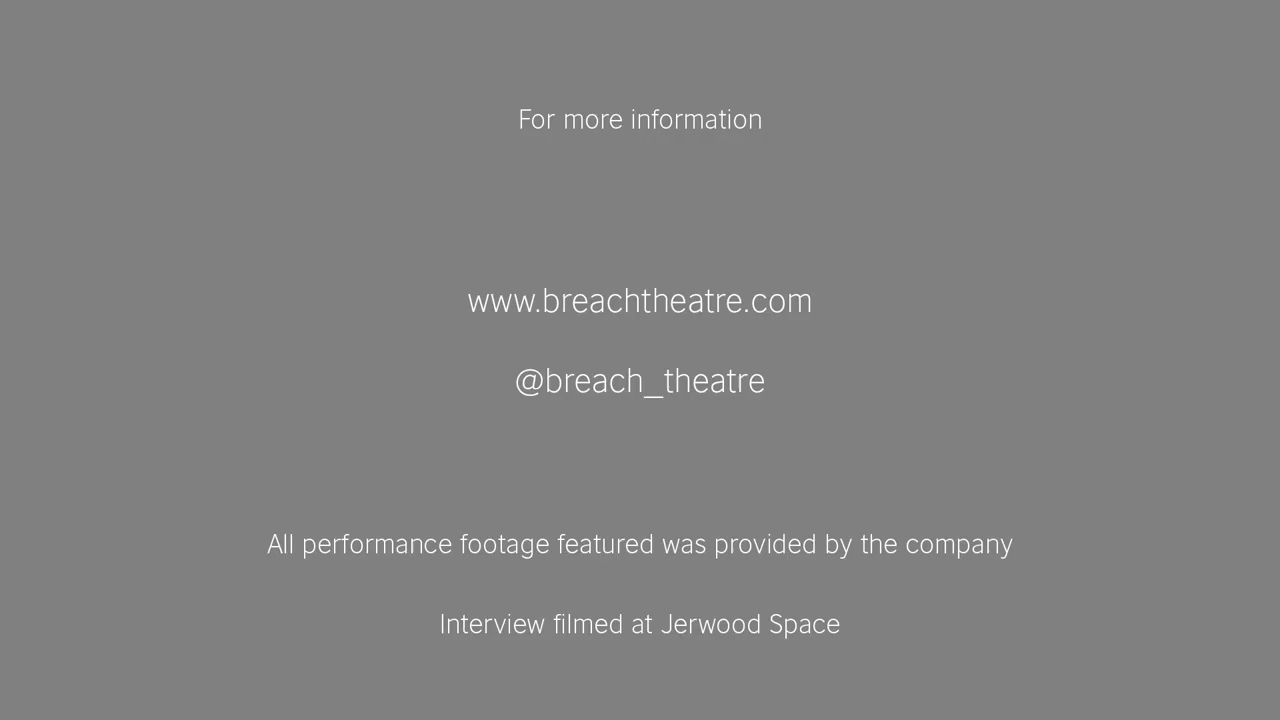 For more information
www.breachtheatre.com
@breach_theatre
All performance footage featured was provided by the company
Interview filmed at Jerwood Space